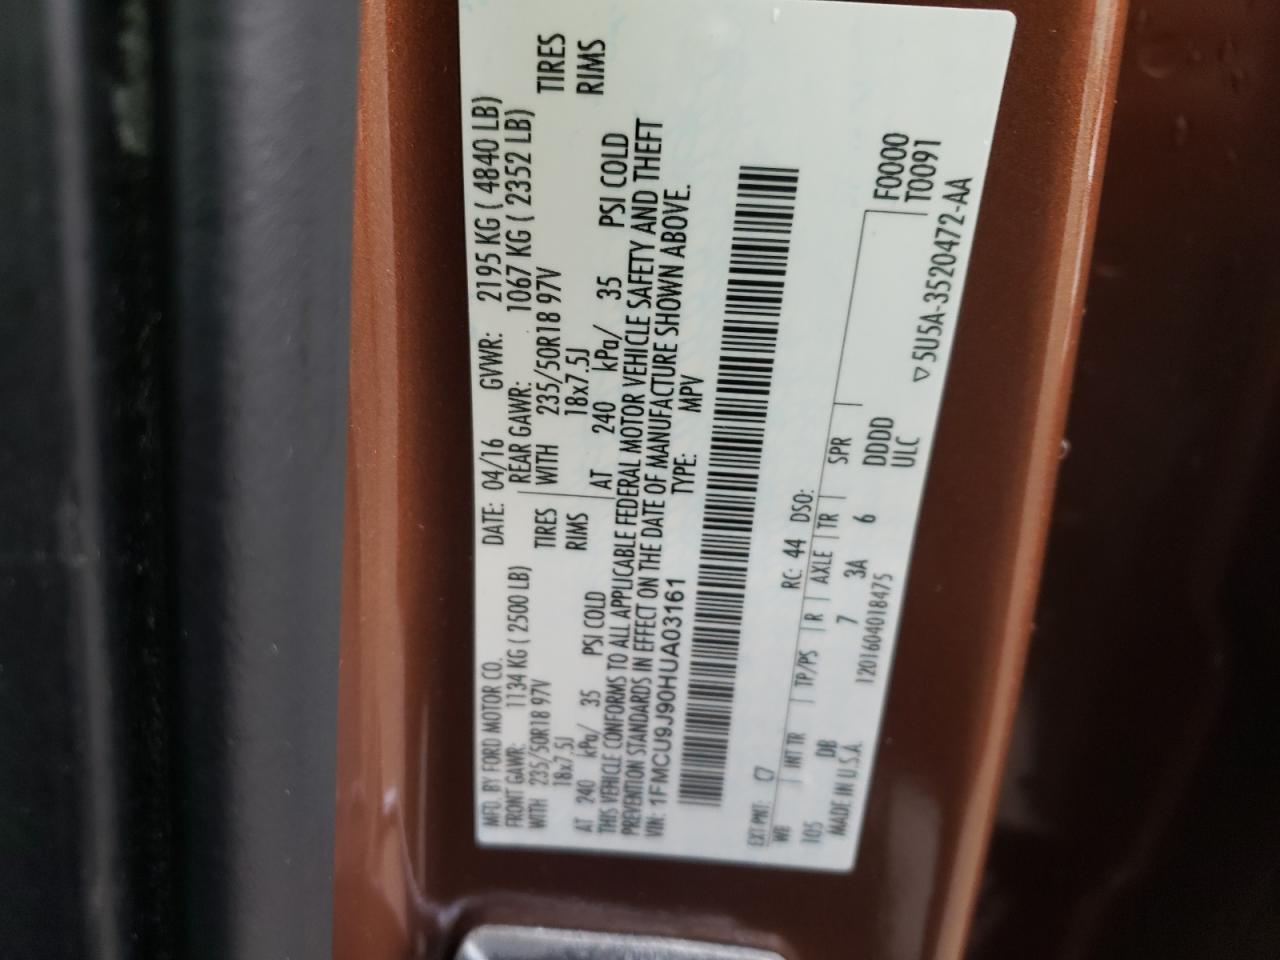 MFD. BY FORD MOTOR CO. DATE: 04/16 GVWR: 2195 KG ( 4840 LB)
FRONT GAWR: 1134 KG ( 2500 LB) REAR GAWR: 1067 KG ( 2352 LB)
WITH 235/50R18 97V TIRES WITH 235/50R18 97V TIRES
18x7.5J RIMS 18x7.5J RIMS
AT 240 kPa/ 35 PSI COLD AT 240 kPa/ 35 PSI COLD
THIS VEHICLE CONFORMS TO ALL APPLICABLE FEDERAL MOTOR VEHICLE SAFETY AND THEFT
PREVENTION STANDARDS IN EFFECT ON THE DATE OF MANUFACTURE SHOWN ABOVE.
VIN: 1FMCU9J90HUA03161 TYPE: MPV
EXT PNT: C7 RC: 44 DSO:
WB INT TR TP/PS R AXLE TR SPR F0000
105 DB 7 3A 6 DDDD T0091
MADE IN U.S.A. 1201604018475 ULC ▽5U5A-3520472-AA